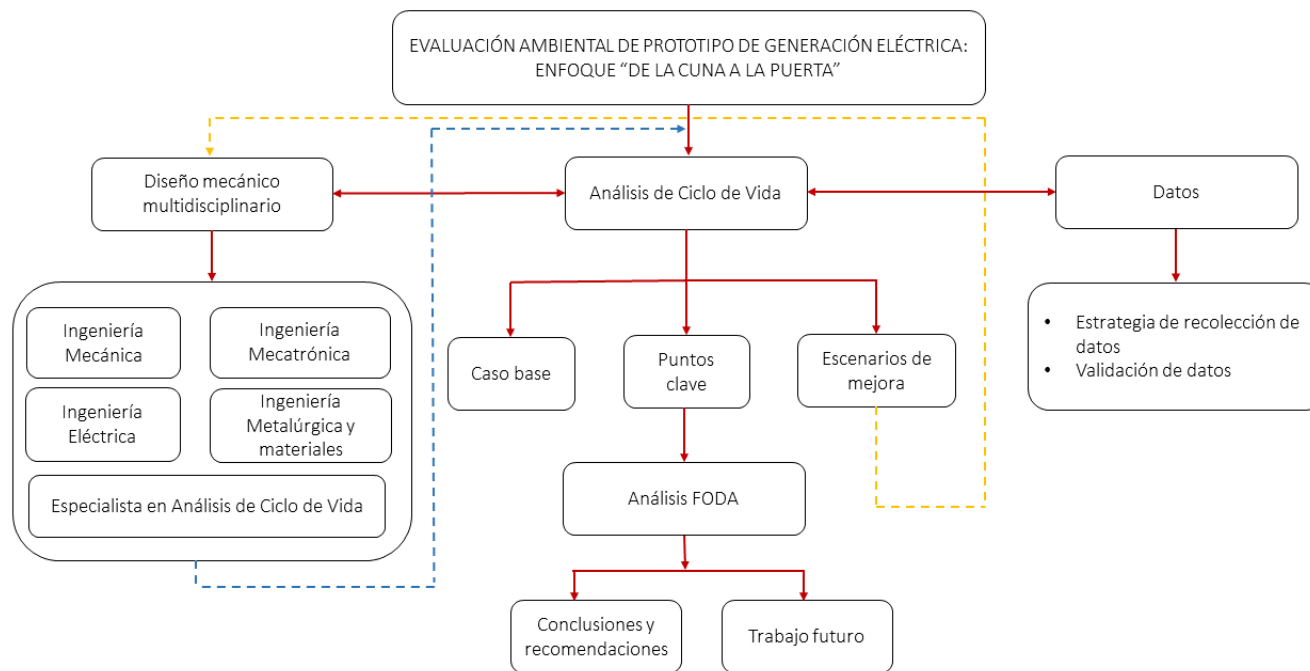 EVALUACIÓN AMBIENTAL DE PROTOTIPO DE GENERACIÓN ELÉCTRICA:
ENFOQUE “DE LA CUNA A LA PUERTA”
Diseño mecánico
multidisciplinario
Análisis de Ciclo de Vida
Datos
Ingeniería
Mecánica
Ingeniería
Mecatrónica
Ingeniería
Eléctrica
Ingeniería
Metalúrgica y
materiales
Especialista en Análisis de Ciclo de Vida
Caso base
Puntos
clave
Escenarios de
mejora
• Estrategia de recolección de
datos
• Validación de datos
Análisis FODA
Conclusiones y
recomendaciones
Trabajo futuro